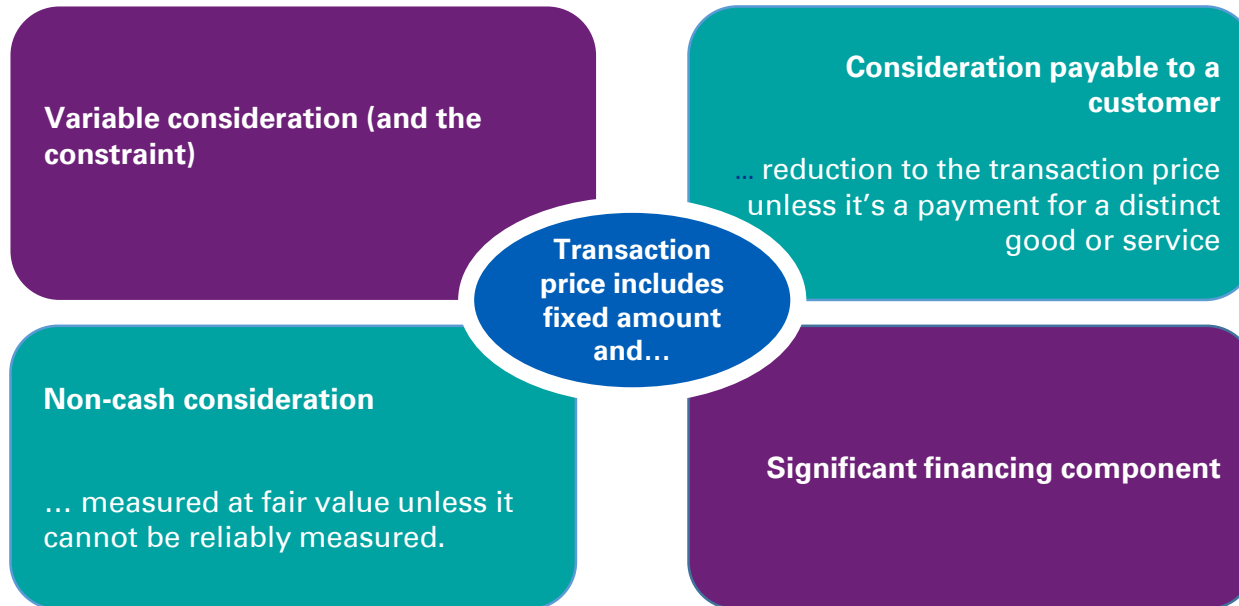 Variable consideration (and the
constraint)
Consideration payable to a
customer
... reduction to the transaction price
unless it’s a payment for a distinct
good or service
Transaction
price includes
fixed amount
and…
Non-cash consideration
… measured at fair value unless it
cannot be reliably measured.
Significant financing component